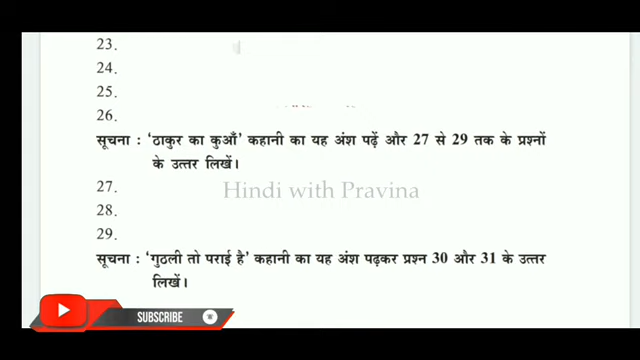 23.
24.
25.
26.
सूचना : ‘ठाकुर का कुआँ’ कहानी का यह अंश पढ़ें और 27 से 29 तक के प्रश्नों
के उत्तर लिखें।
27.
Hindi with Pravina
28.
29.
सूचना : ‘गुठली तो पराई है’ कहानी का यह अंश पढ़कर प्रश्न 30 और 31 के उत्तर
लिखें।
SUBSCRIBE